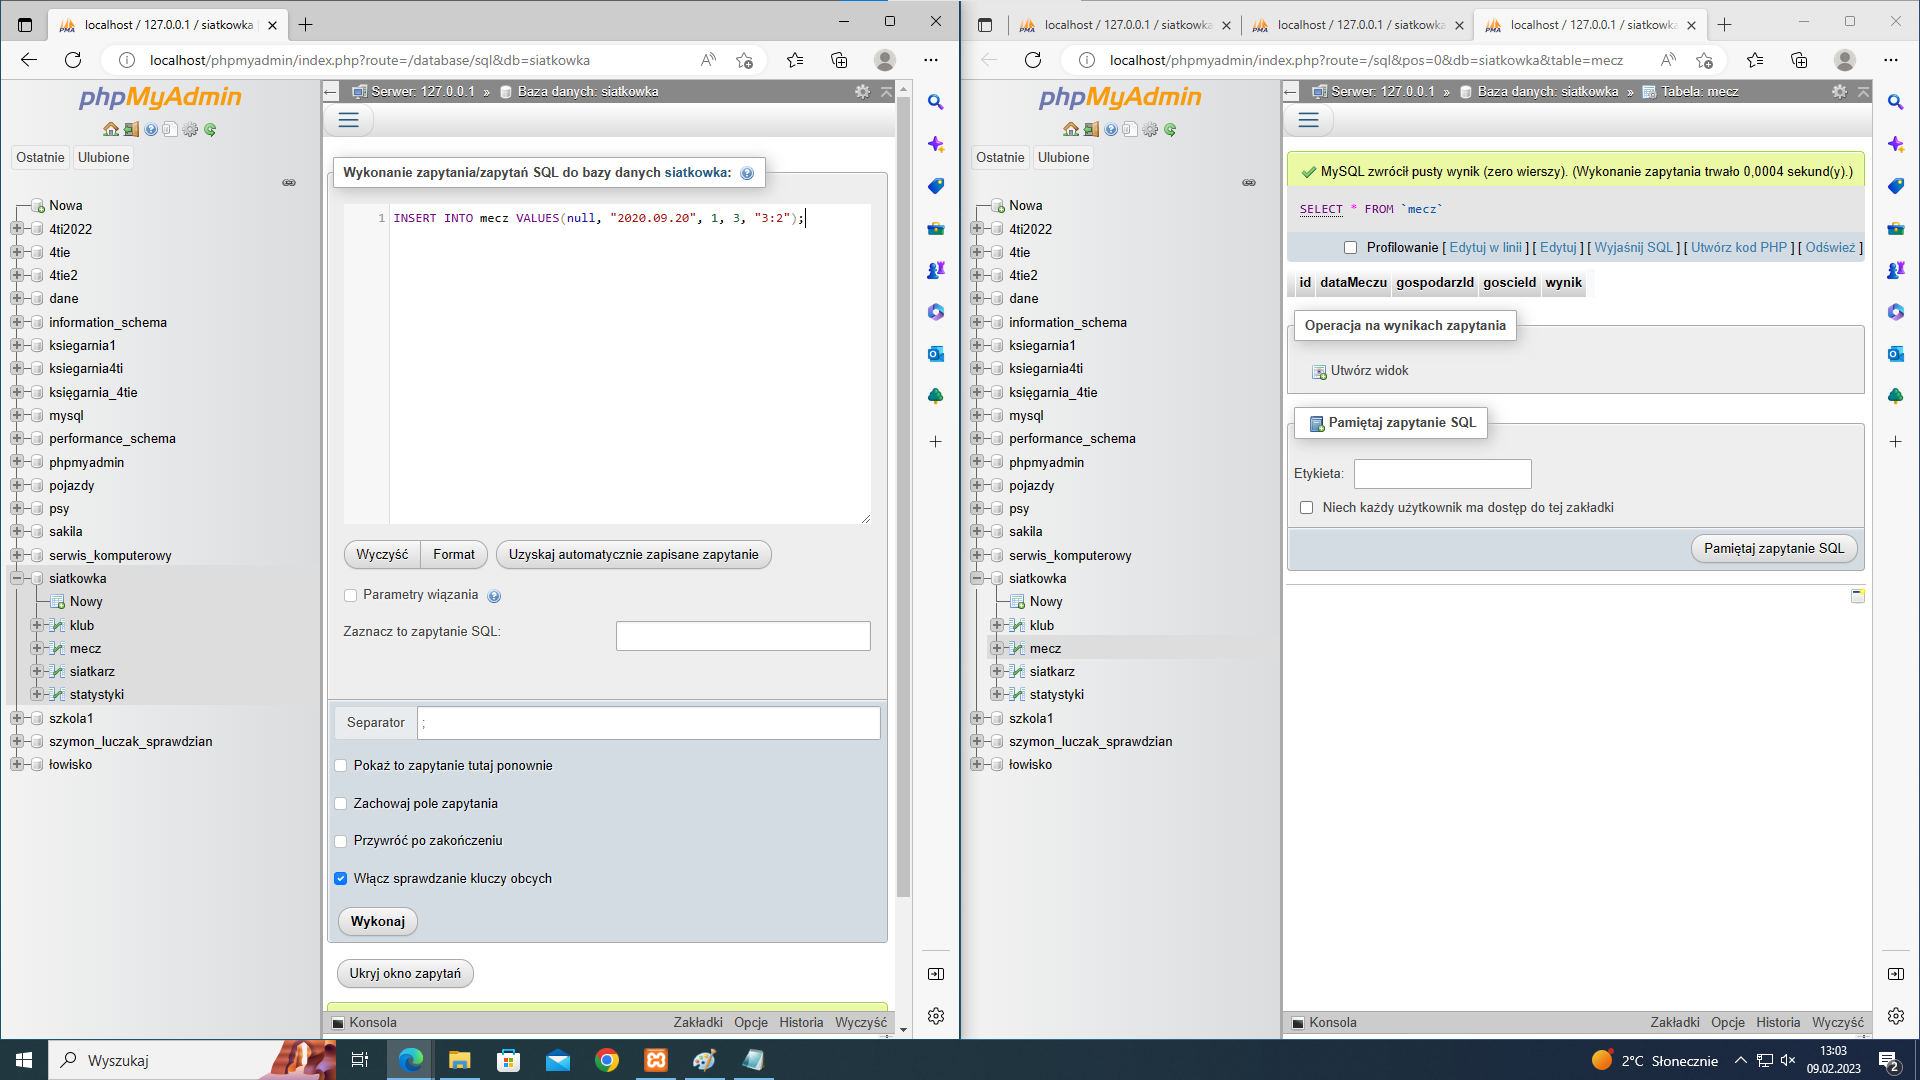 localhost / 127.0.0.1 / siatkowka
localhost/phpmyadmin/index.php?route=/database/sql&db=siatkowka
phpMyAdmin
Ostatnie
Ulubione
Nowa
4ti2022
4tie
4tie2
dane
information_schema
ksiegarnia1
ksiegarnia4ti
księgarnia_4tie
mysql
performance_schema
phpmyadmin
pojazdy
psy
sakila
serwis_komputerowy
siatkowka
Nowy
klub
mecz
siatkarz
statystyki
szkola1
szymon_luczak_sprawdzian
łowisko
Serwer: 127.0.0.1 » Baza danych: siatkowka
Wykonanie zapytania/zapytań SQL do bazy danych siatkowka:
1 INSERT INTO mecz VALUES(null, "2020.09.20", 1, 3, "3:2");
Wyczyść
Format
Uzyskaj automatycznie zapisane zapytanie
Parametry wiązania
Zaznacz to zapytanie SQL:
Separator ;
Pokaż to zapytanie tutaj ponownie
Zachowaj pole zapytania
Przywróć po zakończeniu
Włącz sprawdzanie kluczy obcych
Wykonaj
Ukryj okno zapytań
Konsola
Zakładki Opcje Historia Wyczyść
localhost / 127.0.0.1 / siatkowka
localhost / 127.0.0.1 / siatkowka
localhost / 127.0.0.1 / siatkowka
localhost/phpmyadmin/index.php?route=/sql&pos=0&db=siatkowka&table=mecz
phpMyAdmin
Ostatnie
Ulubione
Nowa
4ti2022
4tie
4tie2
dane
information_schema
ksiegarnia1
ksiegarnia4ti
księgarnia_4tie
mysql
performance_schema
phpmyadmin
pojazdy
psy
sakila
serwis_komputerowy
siatkowka
Nowy
klub
mecz
siatkarz
statystyki
szkola1
szymon_luczak_sprawdzian
łowisko
Serwer: 127.0.0.1 » Baza danych: siatkowka » Tabela: mecz
MySQL zwrócił pusty wynik (zero wierszy). (Wykonanie zapytania trwało 0,0004 sekund(y).)
SELECT * FROM `mecz`
Profilowanie [ Edytuj w linii ] [ Edytuj ] [ Wyjaśnij SQL ] [ Utwórz kod PHP ] [ Odśwież ]
id dataMeczu gospodarzId goscieId wynik
Operacja na wynikach zapytania
Utwórz widok
Pamiętaj zapytanie SQL
Etykieta:
Niech każdy użytkownik ma dostęp do tej zakładki
Pamiętaj zapytanie SQL
Konsola
Zakładki Opcje Historia Wyczyść
Wyszukaj
2°C Słonecznie
13:03
09.02.2023
2